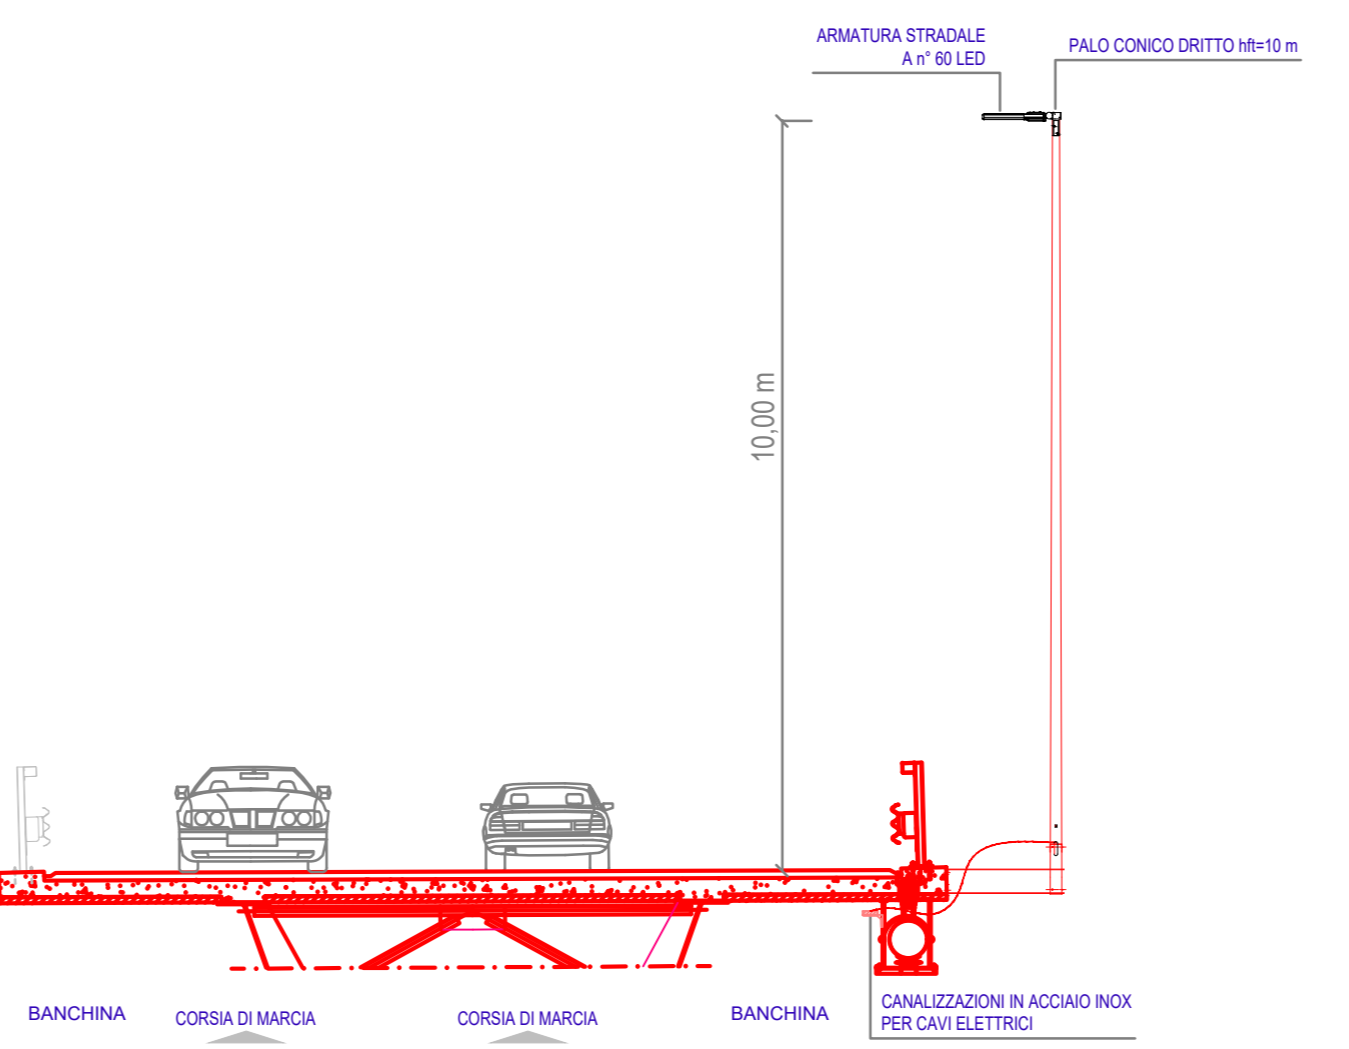 ARMATURA STRADALE
A n° 60 LED
PALO CONICO DRITTO hft=10 m
10,00 m
BANCHINA
CORSIA DI MARCIA
CORSIA DI MARCIA
BANCHINA
CANALIZZAZIONI IN ACCIAIO INOX
PER CAVI ELETTRICI